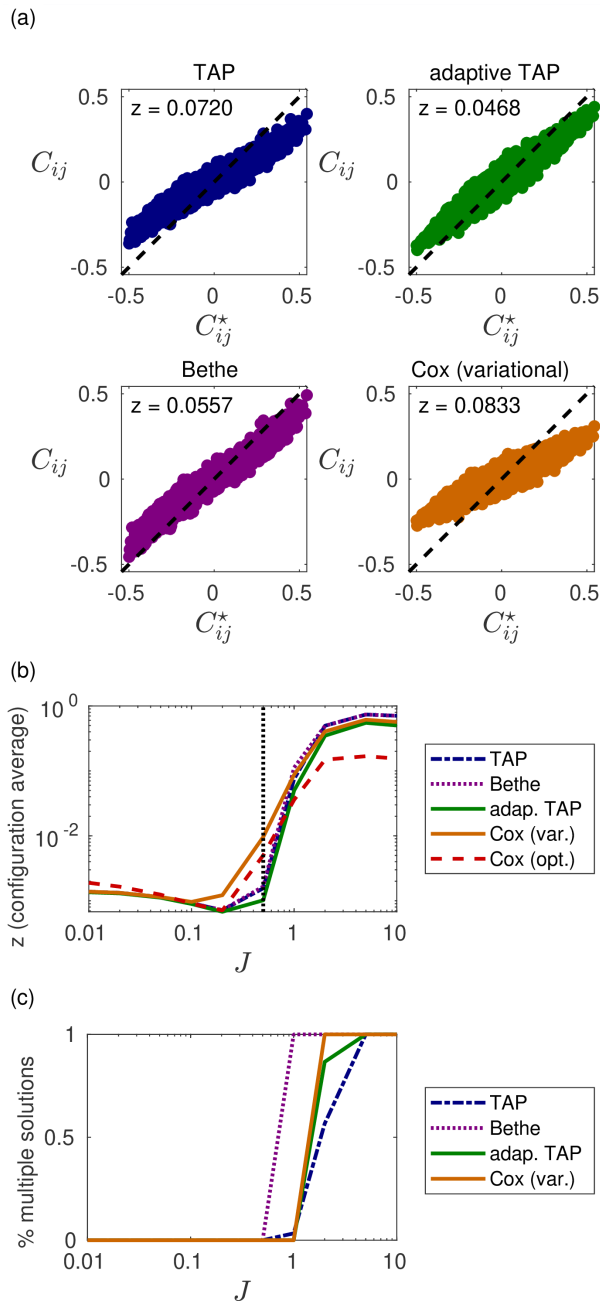 (a)
TAP
adaptive TAP
0.5
z = 0.0720
C_ij
0
-0.5
-0.5
0
0.5
C*_ij
0.5
z = 0.0468
C_ij
0
-0.5
-0.5
0
0.5
C*_ij
Bethe
Cox (variational)
0.5
z = 0.0557
C_ij
0
-0.5
-0.5
0
0.5
C*_ij
0.5
z = 0.0833
C_ij
0
-0.5
-0.5
0
0.5
C*_ij
(b)
z (configuration average)
10^0
10^-2
0.01
0.1
1
10
J
TAP
Bethe
adap. TAP
Cox (var.)
Cox (opt.)
(c)
% multiple solutions
1
0.5
0
0.01
0.1
1
10
J
TAP
Bethe
adap. TAP
Cox (var.)